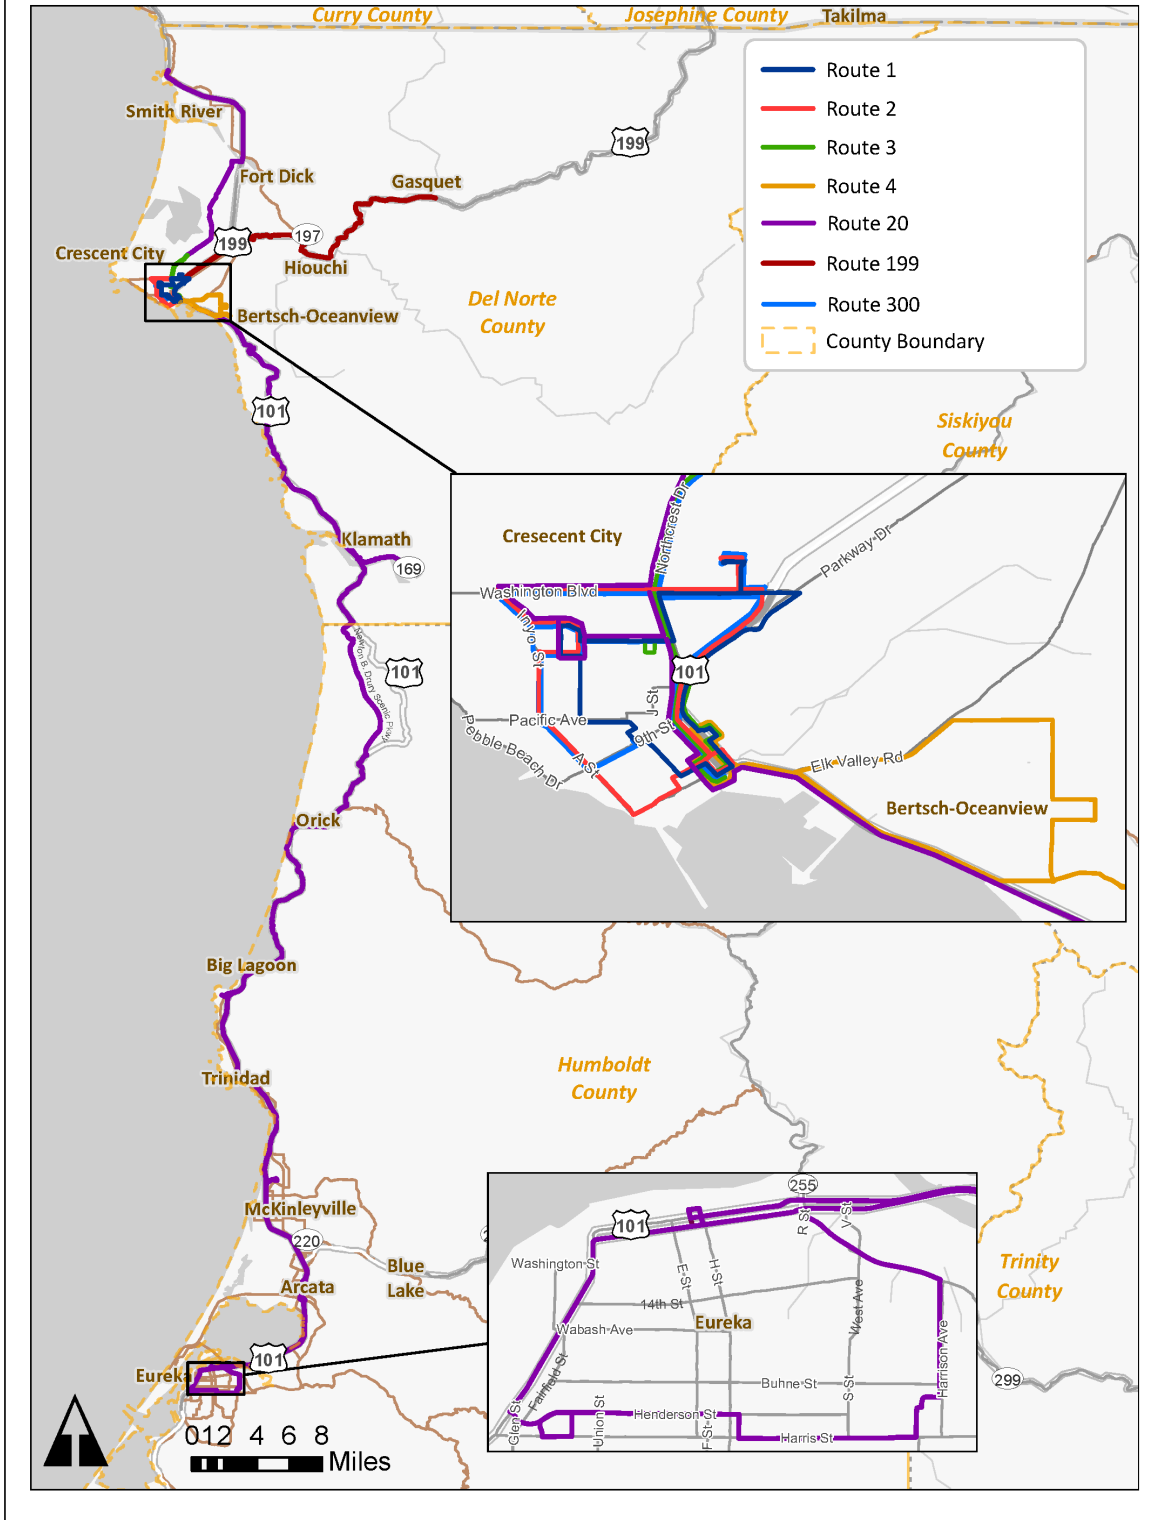 Curry County
Josephine County
Takilma
Route 1
Route 2
Route 3
Route 4
Route 20
Route 199
Route 300
County Boundary
Smith River
199
Fort Dick
Gasquet
199
197
Crescent City
Hiouchi
Del Norte
County
Bertsch-Oceanview
101
Siskiyou
County
Klamath
169
Cresecent City
Northcrest Dr
Parkway Dr
Washington Blvd
Inyo St
101
J St
Pacific Ave
9th St
Pebble Beach Dr
A St
Elk Valley Rd
Bertsch-Oceanview
Newton B. Drury Scenic Pkwy
101
Orick
Big Lagoon
Humboldt
County
Trinidad
McKinleyville
220
Blue
Lake
Arcata
Trinity
County
255
101
R St
V St
Washington St
E St
H St
14th St
West Ave
Eureka
Wabash Ave
Harrison Ave
Fairfield St
Buhne St
S St
Glen St
Union St
Henderson St
F St
Harris St
299
101
Eureka
012 4 6 8
Miles